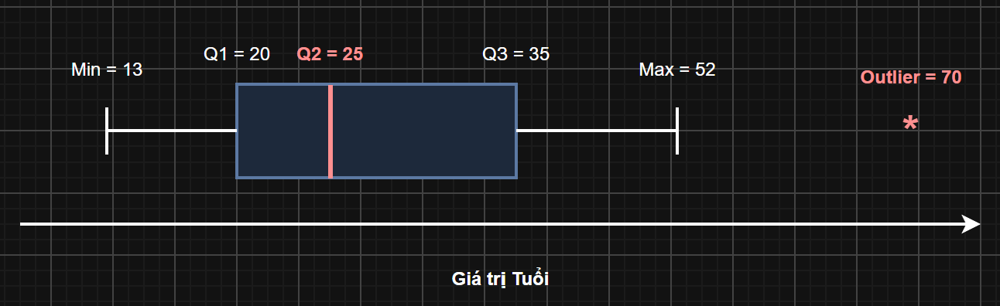 Min = 13
Q1 = 20
Q2 = 25
Q3 = 35
Max = 52
Outlier = 70
*
Giá trị Tuổi